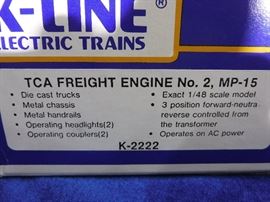 K-LINE®
ELECTRIC TRAINS
TCA FREIGHT ENGINE No. 2, MP-15
• Die cast trucks
• Metal chassis
• Metal handrails
• Operating headlights(2)
• Operating couplers(2)
• Exact 1/48 scale model
• 3 position forward-neutra
reverse controlled from
the transformer
• Operates on AC power
K-2222